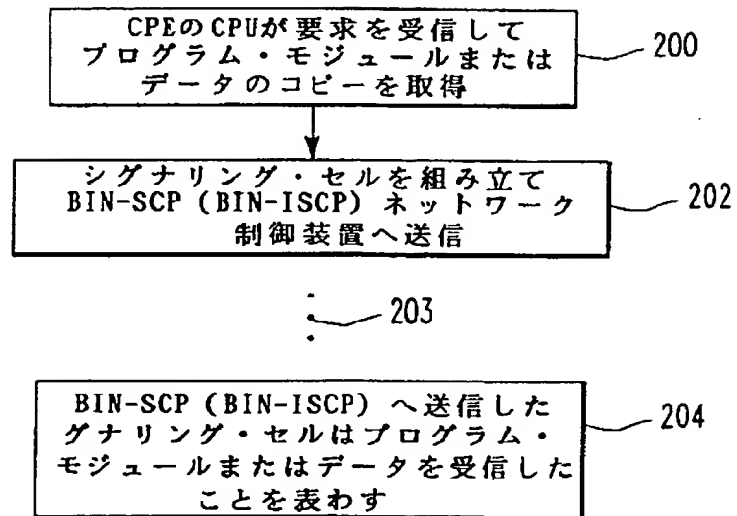 CPEのCPUが要求を受信して
プログラム・モジュールまたは
データのコピーを取得
200
シグナリング・セルを組み立て
BIN-SCP (BIN-ISCP) ネットワーク
制御装置へ送信
202
203
BIN-SCP (BIN-ISCP) へ送信した
グナリング・セルはプログラム・
モジュールまたはデータを受信した
ことを表わす
204